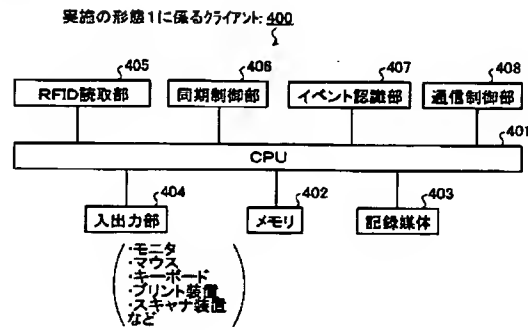 実施の形態1に係るクライアント: 400
405 406 407 408
RFID読取部 同期制御部 イベント認識部 通信制御部
401
CPU
404 402 403
入出力部 メモリ 記録媒体
・モニタ
・マウス
・キーボード
・プリント装置
・スキャナ装置
など